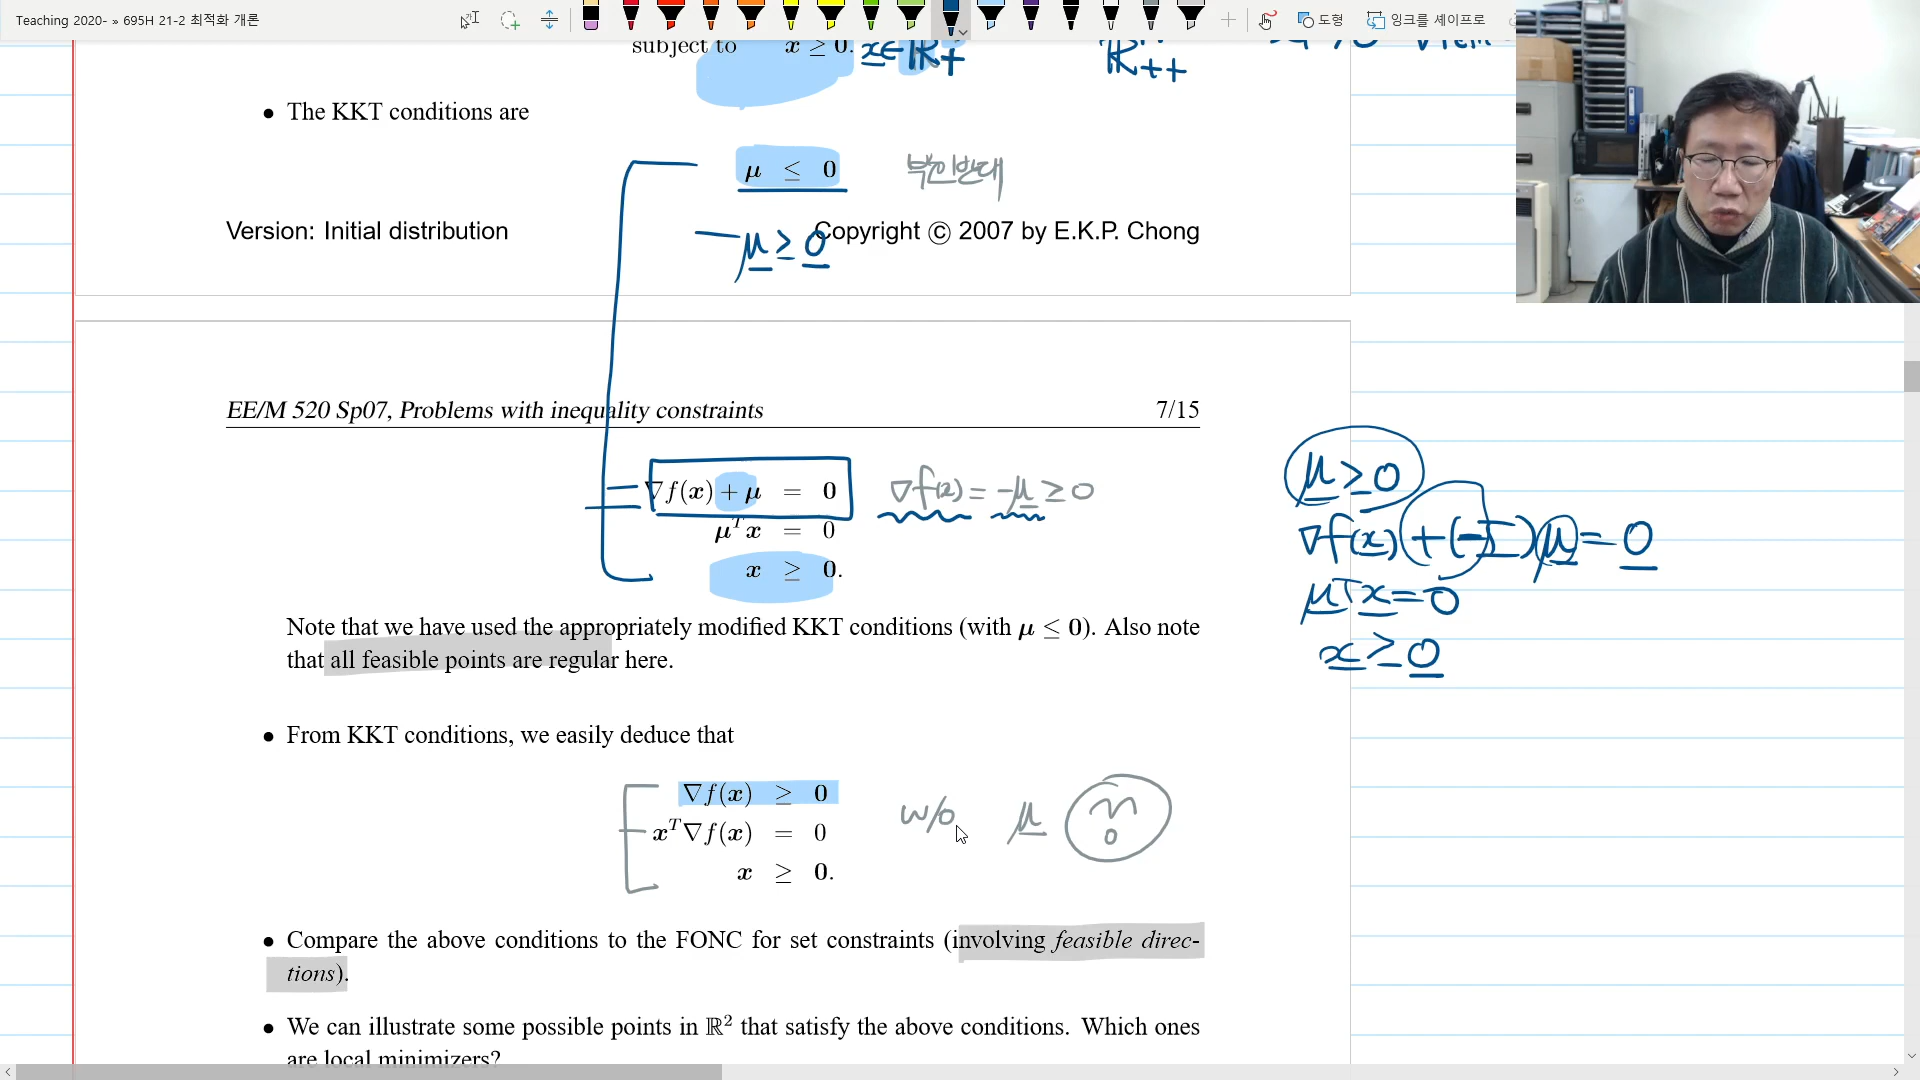 Teaching 2020- » 695H 21-2 최적화 개론
도형
잉크를 셰이프로
subject to x ≥ 0. x ∈ ℝ+ ℝ++
• The KKT conditions are
μ ≤ 0 부호반대
Version: Initial distribution Copyright © 2007 by E.K.P. Chong
μ ≥ 0
EE/M 520 Sp07, Problems with inequality constraints 7/15
∇f(x) + μ = 0 ∇f(x) = -μ ≥ 0
μᵀx = 0
x ≥ 0.
μ ≥ 0
∇f(x) + (-I)μ = 0
μᵀx = 0
x ≥ 0
Note that we have used the appropriately modified KKT conditions (with μ ≤ 0). Also note
that all feasible points are regular here.
• From KKT conditions, we easily deduce that
∇f(x) ≥ 0
xᵀ∇f(x) = 0 w/o μ
x ≥ 0.
• Compare the above conditions to the FONC for set constraints (involving feasible direc-
tions).
• We can illustrate some possible points in ℝ² that satisfy the above conditions. Which ones
are local minimizers?